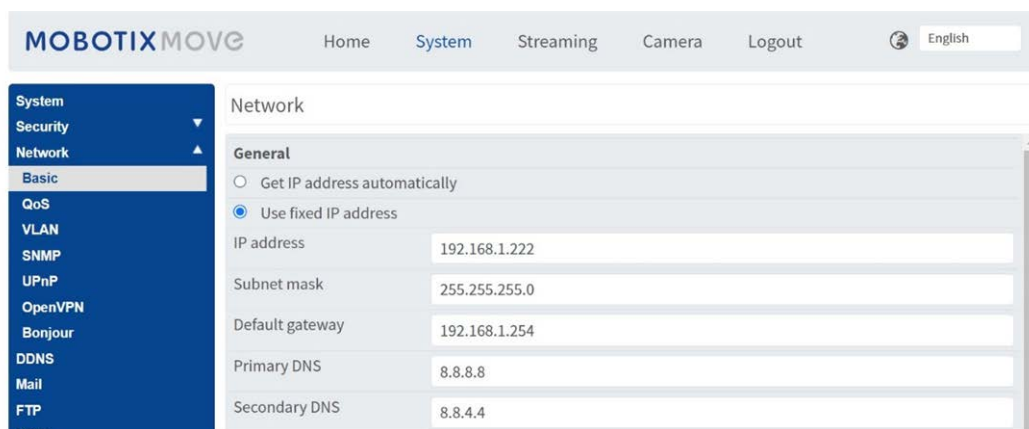 MOBOTIX MOVE Home System Streaming Camera Logout English
System
Security
Network
Basic
QoS
VLAN
SNMP
UPnP
OpenVPN
Bonjour
DDNS
Mail
FTP
Network
General
Get IP address automatically
Use fixed IP address
IP address 192.168.1.222
Subnet mask 255.255.255.0
Default gateway 192.168.1.254
Primary DNS 8.8.8.8
Secondary DNS 8.8.4.4